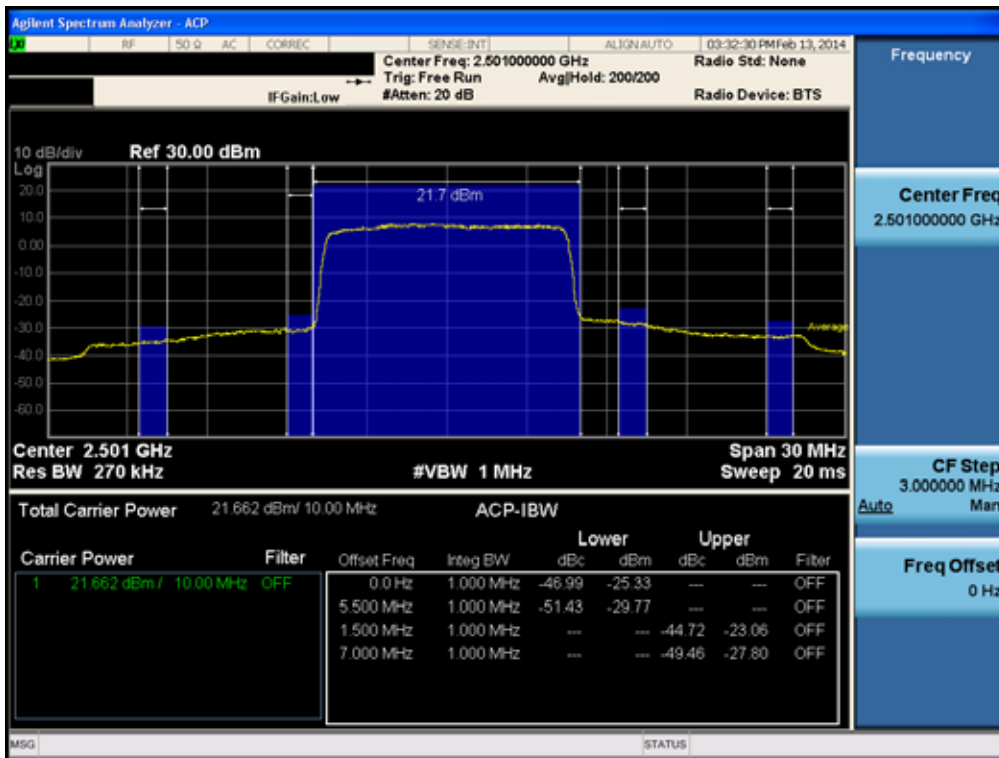 Agilent Spectrum Analyzer - ACP
LXI RF 50 Ω AC CORREC SENSE:INT ALIGN AUTO 03:32:30 PM Feb 13, 2014
Center Freq: 2.501000000 GHz Radio Std: None
Trig: Free Run Avg|Hold: 200/200
IFGain:Low #Atten: 20 dB Radio Device: BTS
10 dB/div Ref 30.00 dBm
Log
20.0
10.0
0.00
-10.0
-20.0
-30.0
-40.0
-50.0
-60.0
21.7 dBm
Average
Center 2.501 GHz Span 30 MHz
Res BW 270 kHz #VBW 1 MHz Sweep 20 ms
Total Carrier Power 21.662 dBm/ 10.00 MHz ACP-IBW
Lower Upper
Carrier Power Filter Offset Freq Integ BW dBc dBm dBc dBm Filter
1 21.662 dBm / 10.00 MHz OFF 0.0 Hz 1.000 MHz -46.99 -25.33 --- --- OFF
5.500 MHz 1.000 MHz -51.43 -29.77 --- --- OFF
1.500 MHz 1.000 MHz --- --- -44.72 -23.06 OFF
7.000 MHz 1.000 MHz --- --- -49.46 -27.80 OFF
MSG STATUS
Frequency
Center Freq
2.501000000 GHz
CF Step
3.000000 MHz
Auto Man
Freq Offset
0 Hz